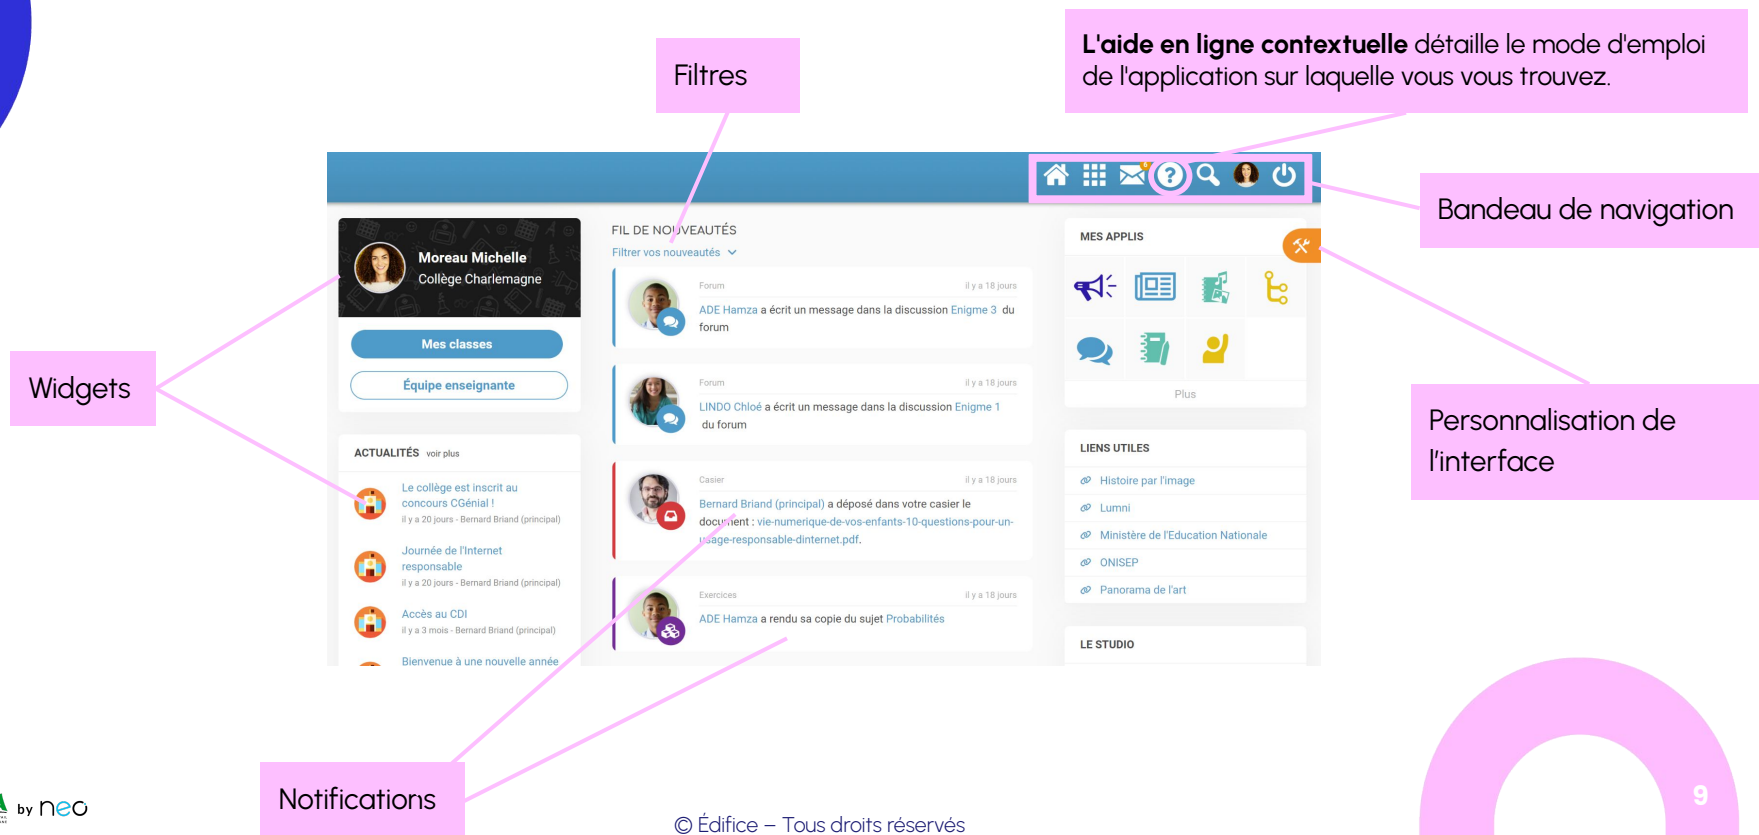 L'aide en ligne contextuelle détaille le mode d'emploi
de l'application sur laquelle vous vous trouvez.
Filtres
6
Bandeau de navigation
Moreau Michelle
Collège Charlemagne
Mes classes
Équipe enseignante
Widgets
ACTUALITÉS voir plus
Le collège est inscrit au
concours CGénial !
il y a 20 jours - Bernard Briand (principal)
Journée de l'Internet
responsable
il y a 20 jours - Bernard Briand (principal)
Accès au CDI
il y a 3 mois - Bernard Briand (principal)
Bienvenue à une nouvelle année
FIL DE NOUVEAUTÉS
Filtrer vos nouveautés
Forum il y a 18 jours
ADE Hamza a écrit un message dans la discussion Enigme 3 du
forum
Forum il y a 18 jours
LINDO Chloé a écrit un message dans la discussion Enigme 1
du forum
Casier il y a 18 jours
Bernard Briand (principal) a déposé dans votre casier le
document : vie-numerique-de-vos-enfants-10-questions-pour-un-
usage-responsable-dinternet.pdf.
Exercices il y a 18 jours
ADE Hamza a rendu sa copie du sujet Probabilités
MES APPLIS
Plus
LIENS UTILES
Histoire par l'image
Lumni
Ministère de l'Education Nationale
ONISEP
Panorama de l'art
LE STUDIO
Personnalisation de
l'interface
Notifications
by neo
© Édifice – Tous droits réservés
9